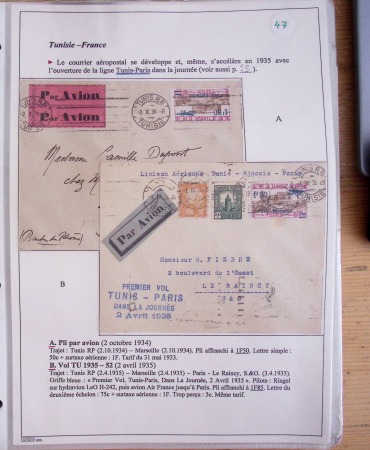 47
Tunisie –France
► Le courrier aéropostal se développe et, même, s'accélère en 1935 avec
l'ouverture de la ligne Tunis-Paris dans la journée (voir aussi p.
Par Avion
Par Avion
TUNIS R.P.
TUNISIE
A
Madame Camille Dupont
chez M
(Bouches du Rhône)
Liaison Aérienne Tunis - Ajaccio - Paris
Par Avion
Monsieur S. PIERRE
2 boulevard de l'Ouest
LE RAINCY
S&O
B
PREMIER VOL
TUNIS - PARIS
DANS LA JOURNÉE
2 Avril 1935
A. Pli par avion (2 octobre 1934)
Trajet : Tunis RP (2.10.1934) – Marseille (2.10.1934). Pli affranchi à 1F50. Lettre simple :
50c + surtaxe aérienne : 1F. Tarif du 31 mai 1933.
B. Vol TU 1935 – 52 (2 avril 1935)
Trajet : Tunis RP (2.4.1935) – Marseille (2.4.1935) – Paris - Le Raincy, S.&O. (3.4.1935).
Griffe bleue : « Premier Vol, Tunis-Paris, Dans La Journée, 2 Avril 1935 ». Pilote : Ringel
sur hydravion LeO H-242, puis avion Air France jusqu'à Paris. Pli affranchi à 1F85. Lettre du
deuxième échelon : 75c + surtaxe aérienne : 1F. Trop perçu : 5c. Même tarif.